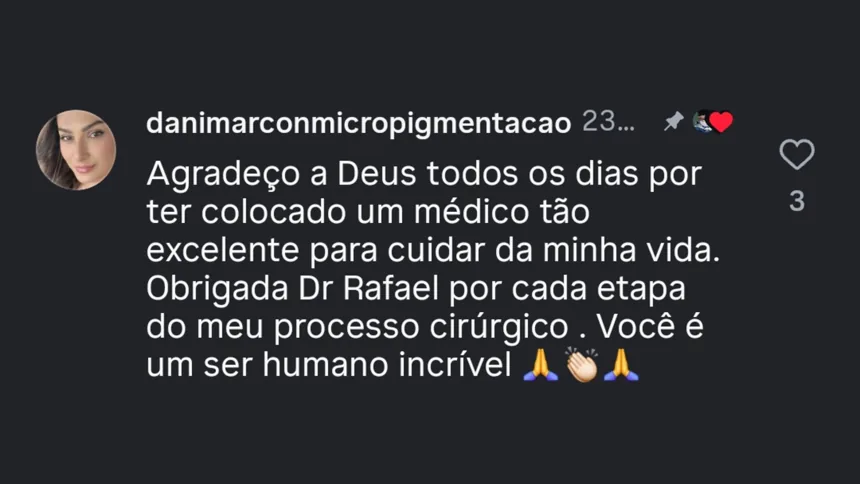 danimarconmicropigmentacao 23...
Agradeço a Deus todos os dias por
ter colocado um médico tão
excelente para cuidar da minha vida.
Obrigada Dr Rafael por cada etapa
do meu processo cirúrgico . Você é
um ser humano incrível 🙏👏🏻🙏
3